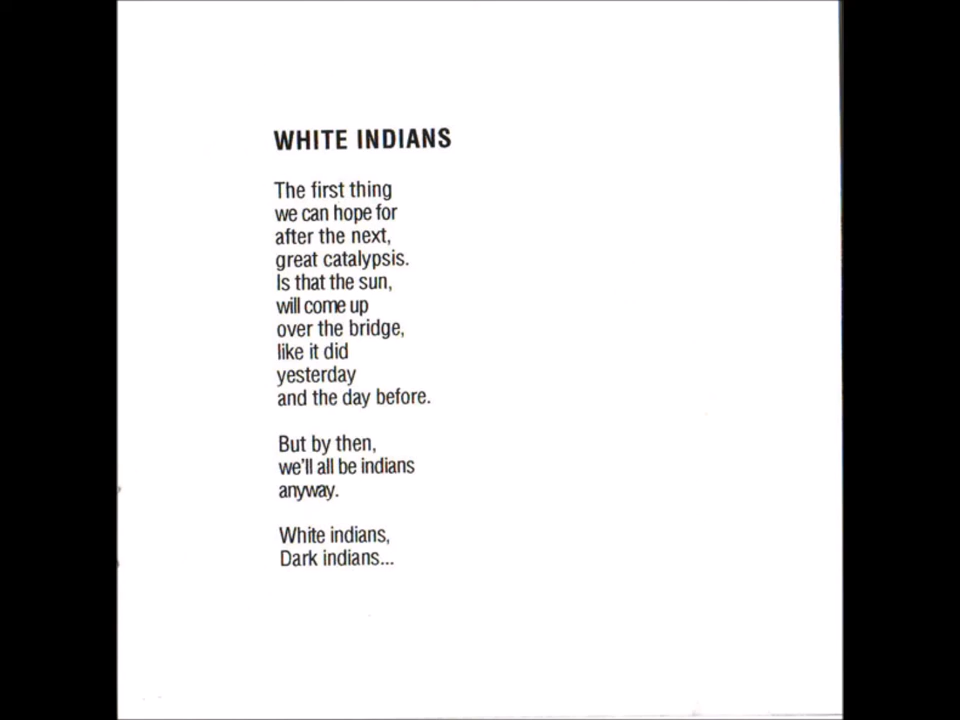 WHITE INDIANS
The first thing
we can hope for
after the next,
great catalypsis.
Is that the sun,
will come up
over the bridge,
like it did
yesterday
and the day before.
But by then,
we'll all be indians
anyway.
White indians,
Dark indians...